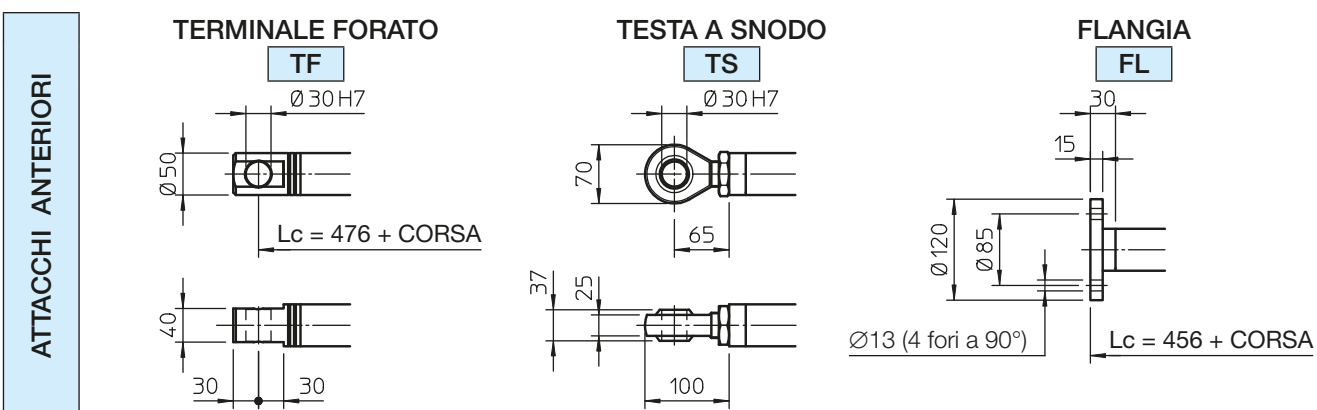 ATTACCHI ANTERIORI
TERMINALE FORATO
TF
Ø 30 H7
Ø 50
Lc = 476 + CORSA
40
30
30
TESTA A SNODO
TS
Ø 30 H7
70
65
37
25
100
FLANGIA
FL
30
15
Ø 120
Ø 85
∅13 (4 fori a 90°)
Lc = 456 + CORSA